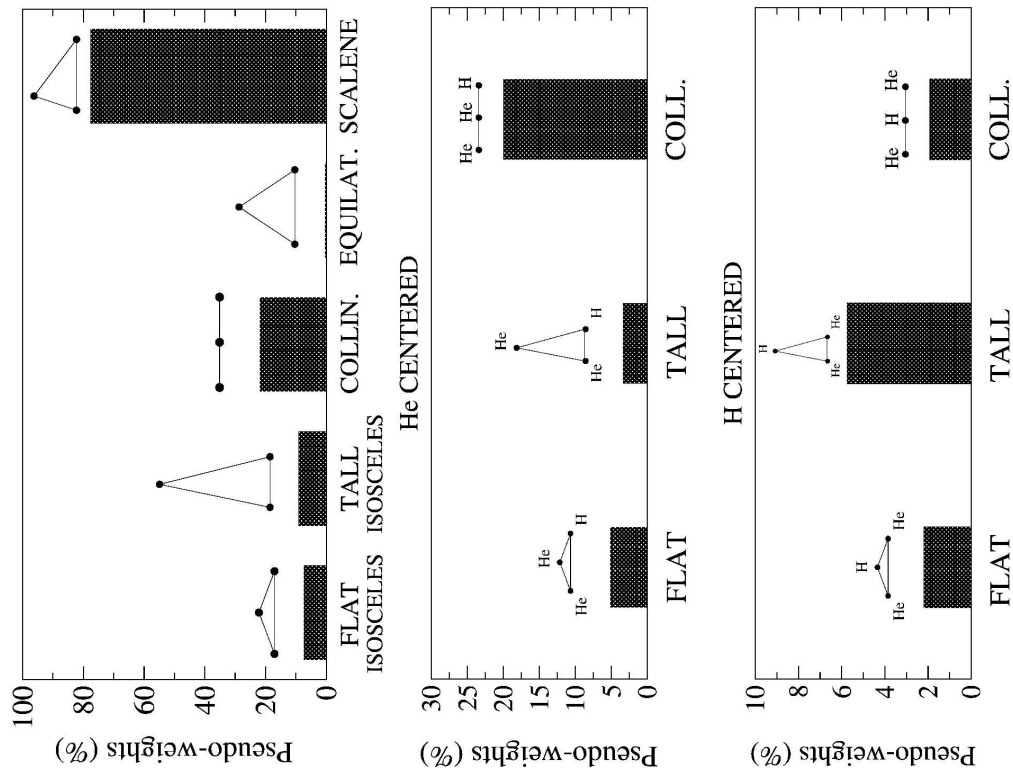 100
80
60
40
20
0
Pseudo-weights (%)
FLAT
ISOSCELES
TALL
ISOSCELES
COLLIN.
EQUILAT.
SCALENE
He CENTERED
30
25
20
15
10
5
0
Pseudo-weights (%)
He
He
H
He
He
H
He
He
H
FLAT
TALL
COLL.
H CENTERED
10
8
6
4
2
0
Pseudo-weights (%)
H
He
He
H
He
He
He
H
He
FLAT
TALL
COLL.